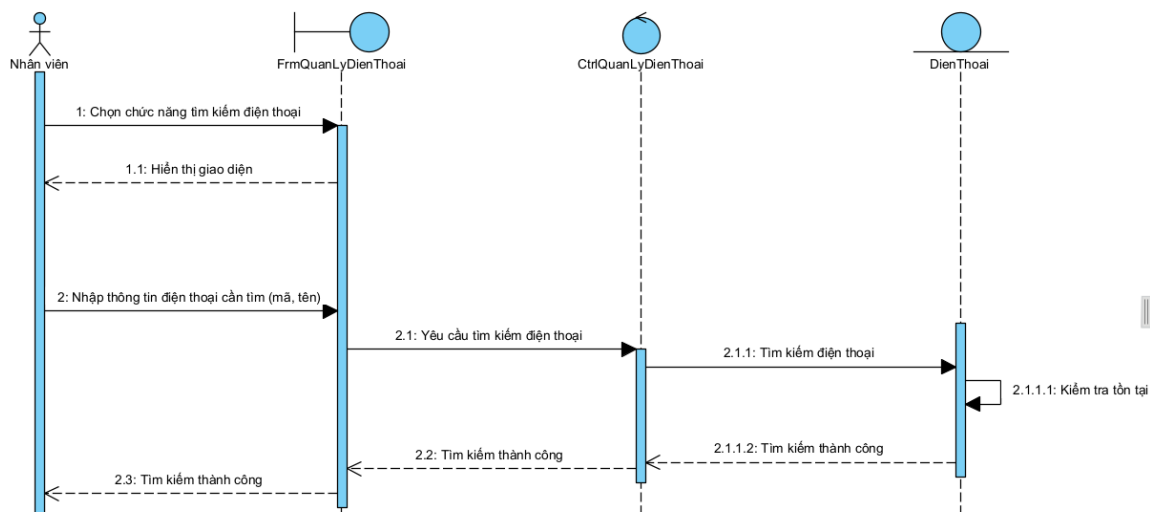 Nhân viên
FrmQuanLyDienThoai
CtrlQuanLyDienThoai
DienThoai
1: Chọn chức năng tìm kiếm điện thoại
1.1: Hiển thị giao diện
2: Nhập thông tin điện thoại cần tìm (mã, tên)
2.1: Yêu cầu tìm kiếm điện thoại
2.1.1: Tìm kiếm điện thoại
2.1.1.1: Kiểm tra tồn tại
2.1.1.2: Tìm kiếm thành công
2.2: Tìm kiếm thành công
2.3: Tìm kiếm thành công